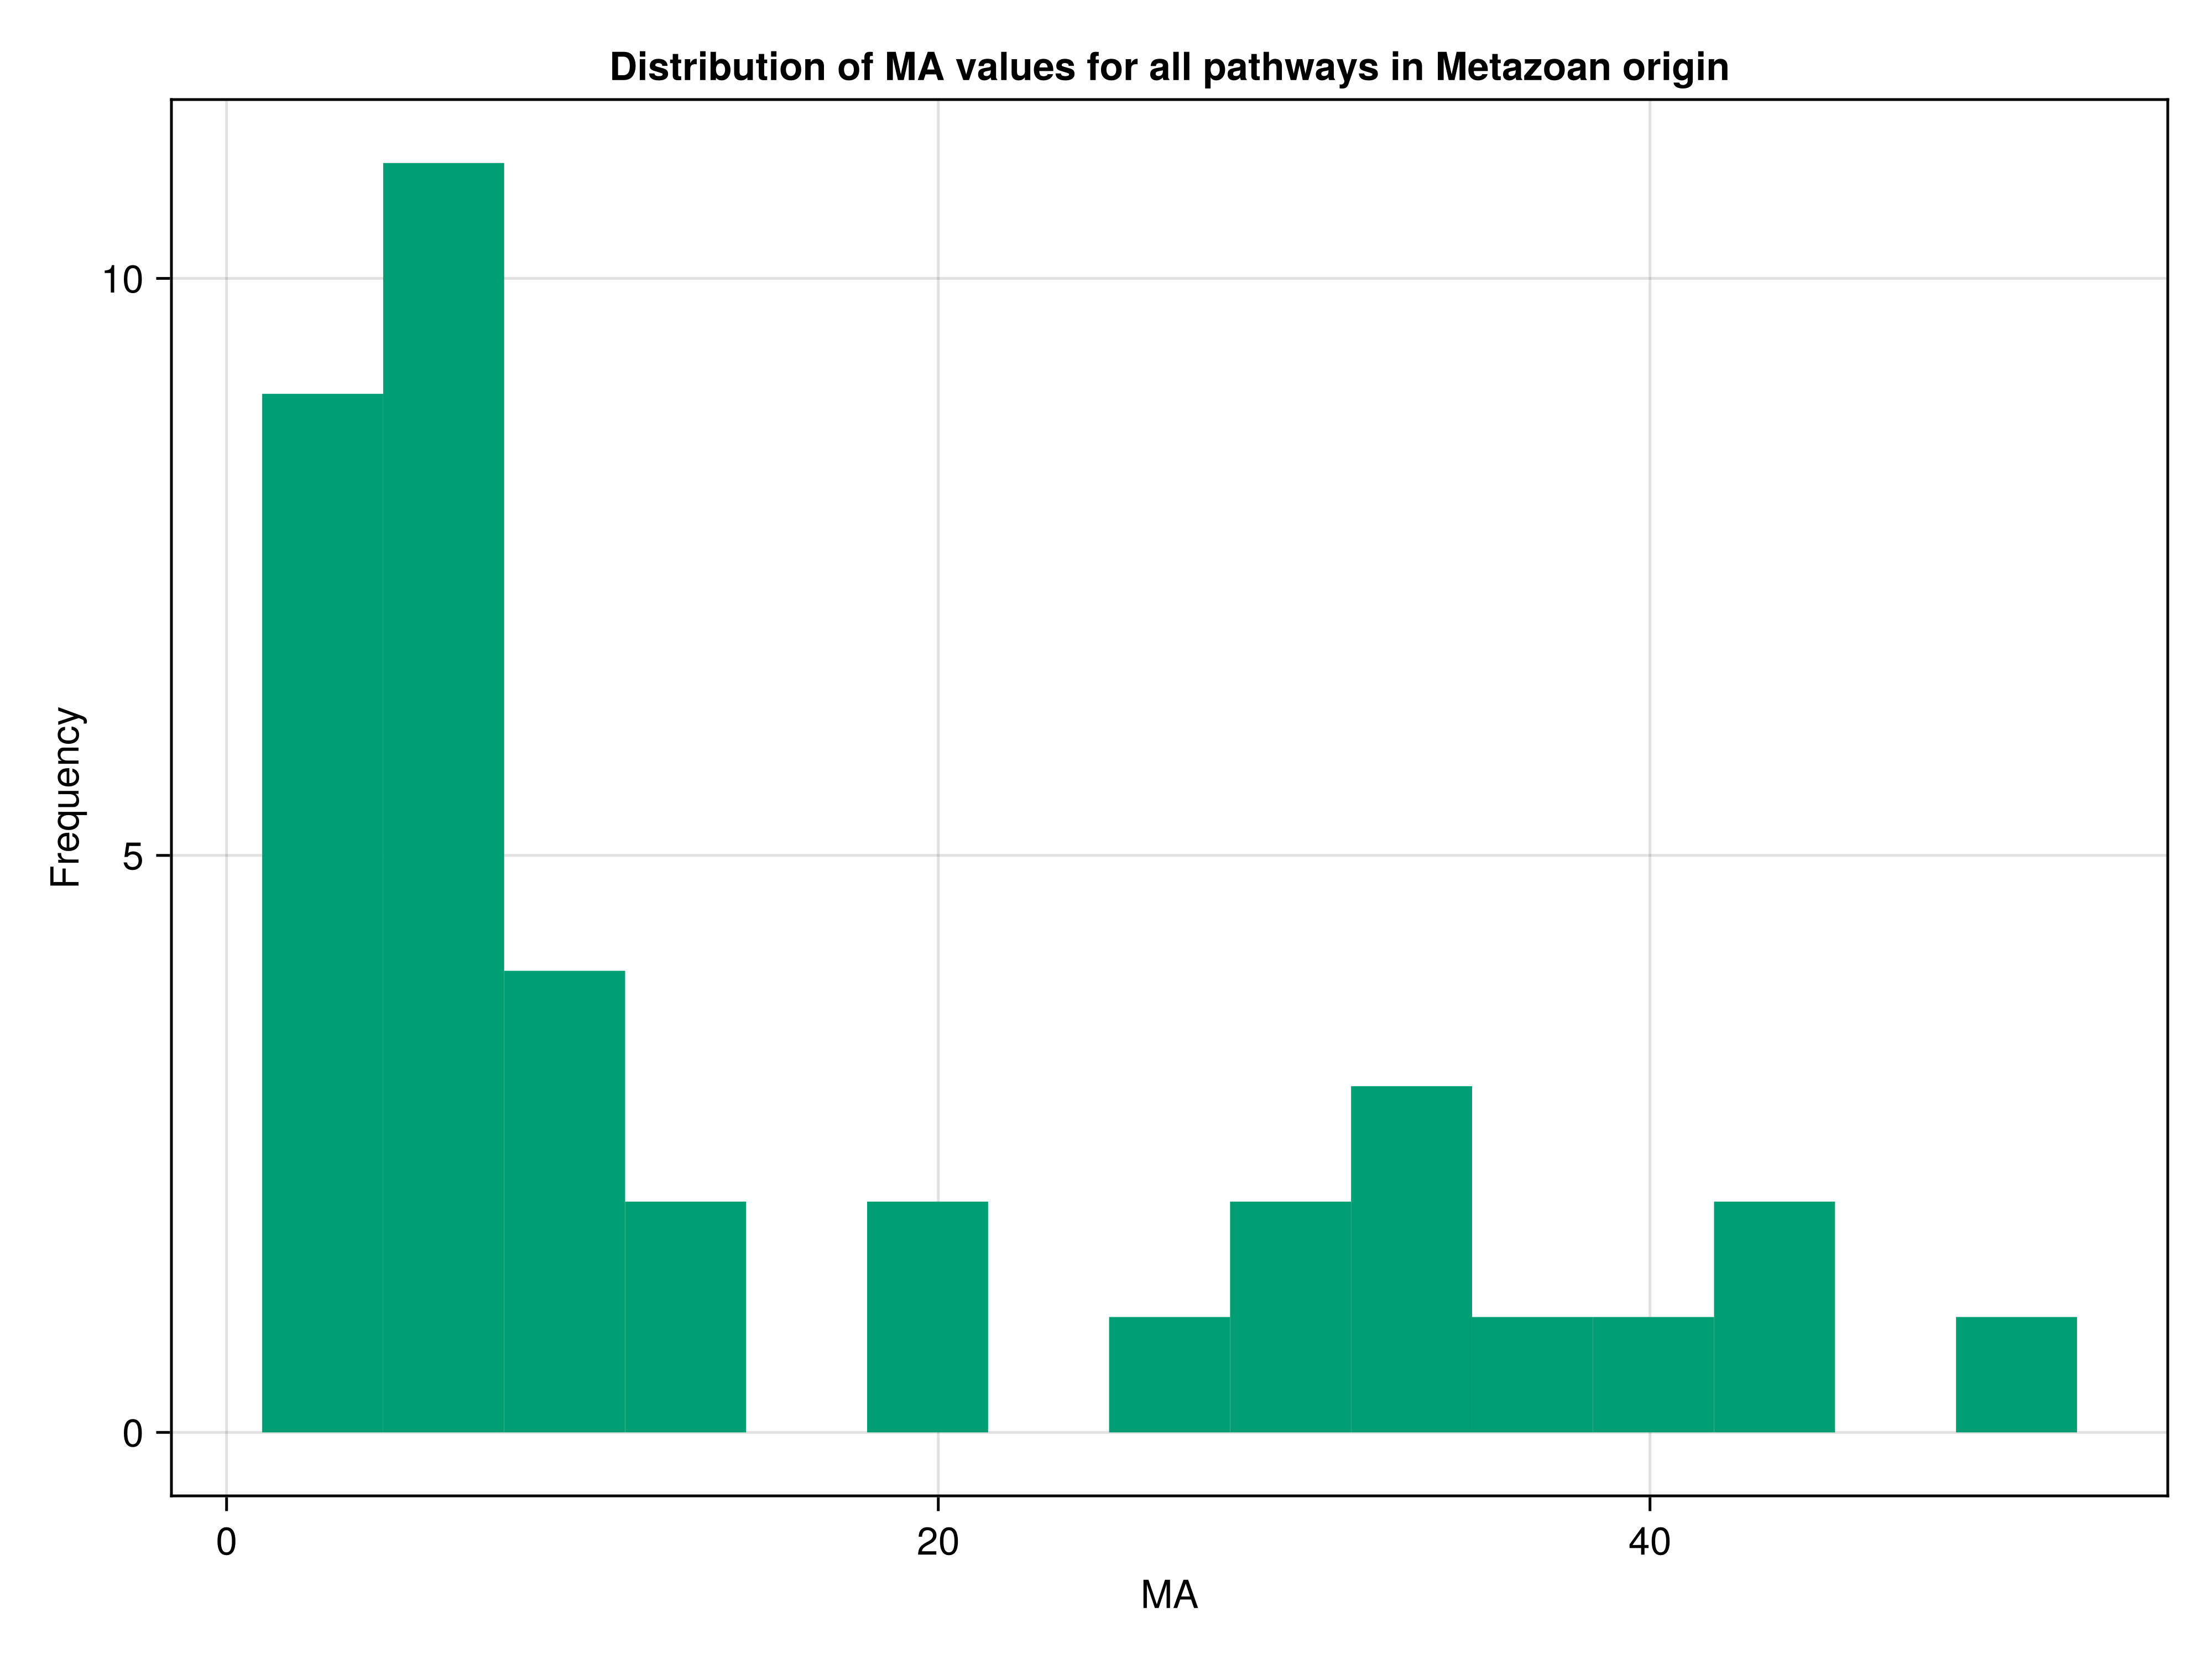 Distribution of MA values for all pathways in Metazoan origin
10
5
0
Frequency
0 20 40
MA